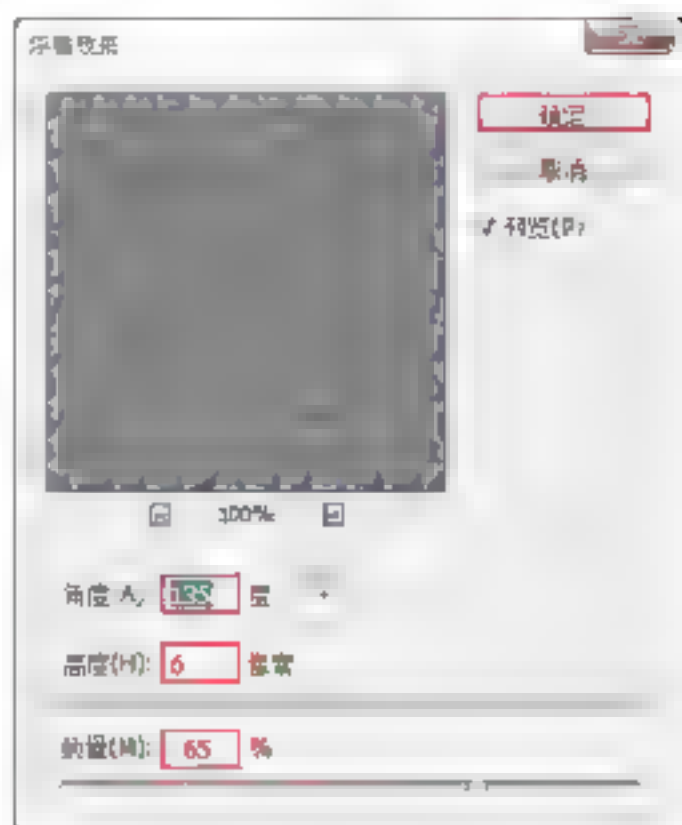 浮雕效果
确定
取消
预览(P)
100%
角度(A): 135 度
高度(H): 6 像素
数量(M): 65 %